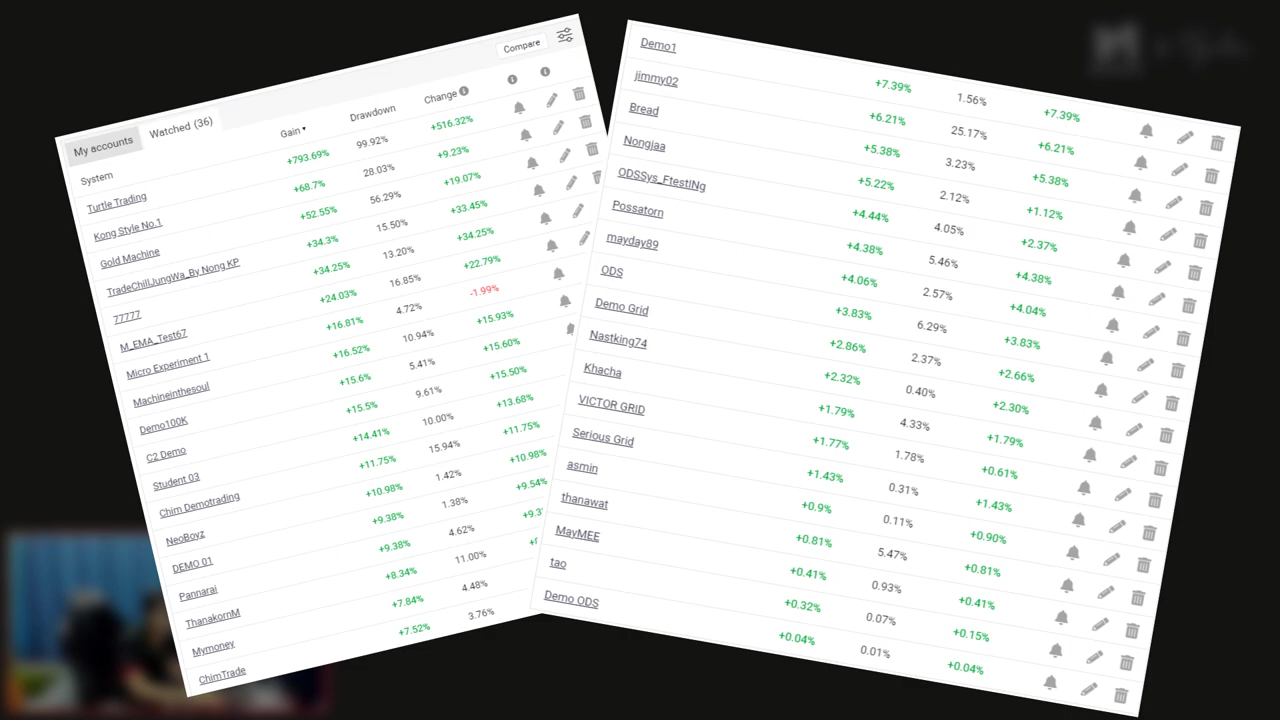 Compare
My accounts Watched (36)
System Gain Drawdown Change
Turtle Trading +793.69% 99.92% +516.32%
Kong Style No.1 +68.7% 28.03% +9.23%
Gold Machine +52.55% 56.29% +19.07%
TradeChillJungWa_By Nong KP +34.3% 15.50% +33.45%
77777 +34.25% 13.20% +34.25%
M_EMA_Test67 +24.03% 16.85% +22.79%
Micro Experiment 1 +16.81% 4.72% -1.99%
Machineinthesoul +16.52% 10.94% +15.93%
Demo100K +15.6% 5.41% +15.60%
C2 Demo +15.5% 9.61% +15.50%
Student 03 +14.41% 10.00% +13.68%
Chim Demotrading +11.75% 15.94% +11.75%
NeoBoyz +10.98% 1.42% +10.98%
DEMO 01 +9.38% 1.38% +9.54%
Pannarai +9.38% 4.62% +9.3
ThanakornM +8.34% 11.00%
Mymoney +7.84% 4.48%
ChimTrade +7.52% 3.76%
Demo1 +7.39% 1.56% +7.39%
jimmy02 +6.21% 25.17% +6.21%
Bread +5.38% 3.23% +5.38%
Nongjaa +5.22% 2.12% +1.12%
ODSSys_FtestINg +4.44% 4.05% +2.37%
Possatorn +4.38% 5.46% +4.38%
mayday89 +4.06% 2.57% +4.04%
ODS +3.83% 6.29% +3.83%
Demo Grid +2.86% 2.37% +2.66%
Nastking74 +2.32% 0.40% +2.30%
Khacha +1.79% 4.33% +1.79%
VICTOR GRID +1.77% 1.78% +0.61%
Serious Grid +1.43% 0.31% +1.43%
asmin +0.9% 0.11% +0.90%
thanawat +0.81% 5.47% +0.81%
MayMEE +0.41% 0.93% +0.41%
tao +0.32% 0.07% +0.15%
Demo ODS +0.04% 0.01% +0.04%